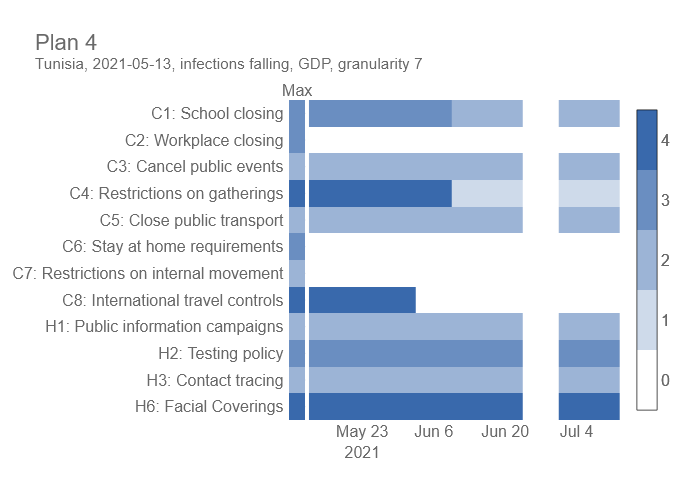 Plan 4
Tunisia, 2021-05-13, infections falling, GDP, granularity 7
Max
C1: School closing
C2: Workplace closing
C3: Cancel public events
C4: Restrictions on gatherings
C5: Close public transport
C6: Stay at home requirements
C7: Restrictions on internal movement
C8: International travel controls
H1: Public information campaigns
H2: Testing policy
H3: Contact tracing
H6: Facial Coverings
May 23 Jun 6 Jun 20 Jul 4
2021
4
3
2
1
0